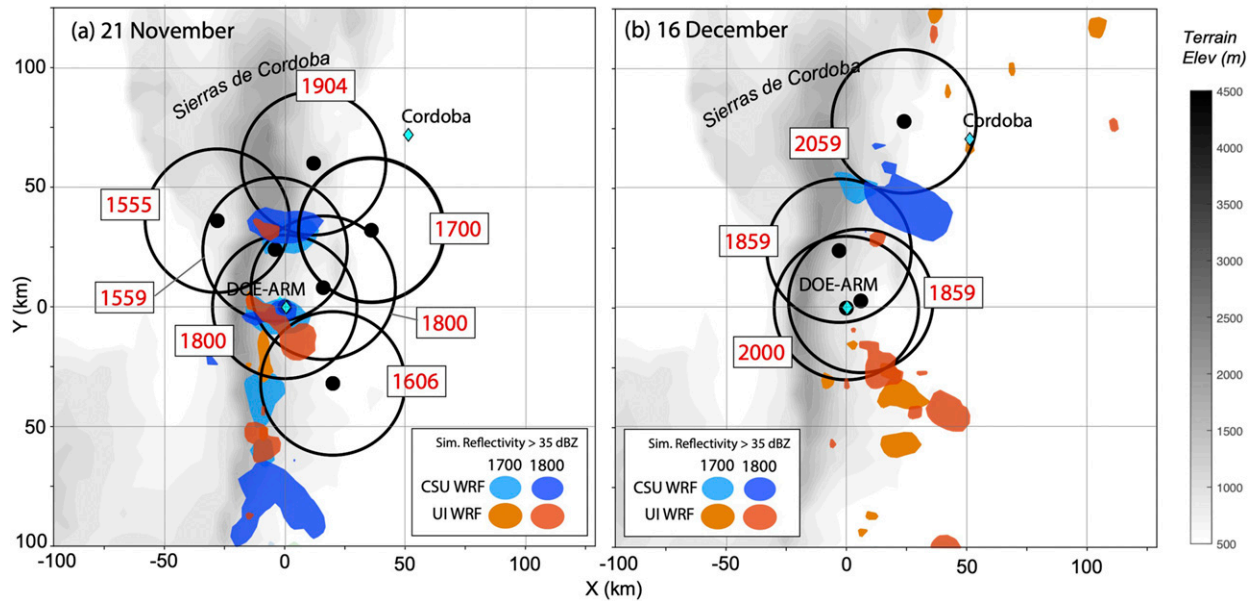 (a) 21 November
Sierras de Cordoba
1904
Cordoba
1555
1700
1559
DOE-ARM
1800
1800
1606
Sim. Reflectivity > 35 dBZ
1700 1800
CSU WRF
UI WRF
100
50
0
50
100
Y (km)
-100
-50
0
50
100
(b) 16 December
Sierras de Cordoba
Cordoba
2059
1859
DOE-ARM
1859
2000
Sim. Reflectivity > 35 dBZ
1700 1800
CSU WRF
UI WRF
-100
-50
0
50
100
X (km)
Terrain
Elev (m)
4500
4000
3500
3000
2500
2000
1500
1000
500